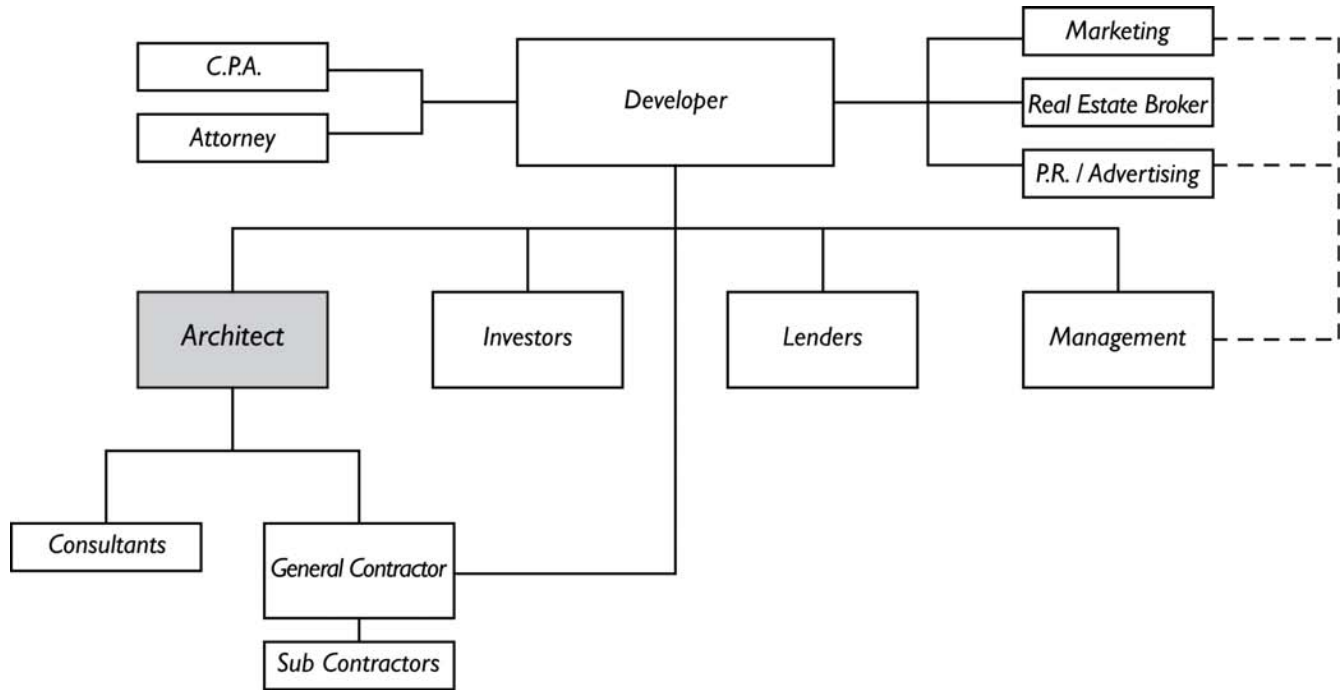 C.P.A.
Attorney
Developer
Marketing
Real Estate Broker
P.R. / Advertising
Architect
Investors
Lenders
Management
Consultants
General Contractor
Sub Contractors